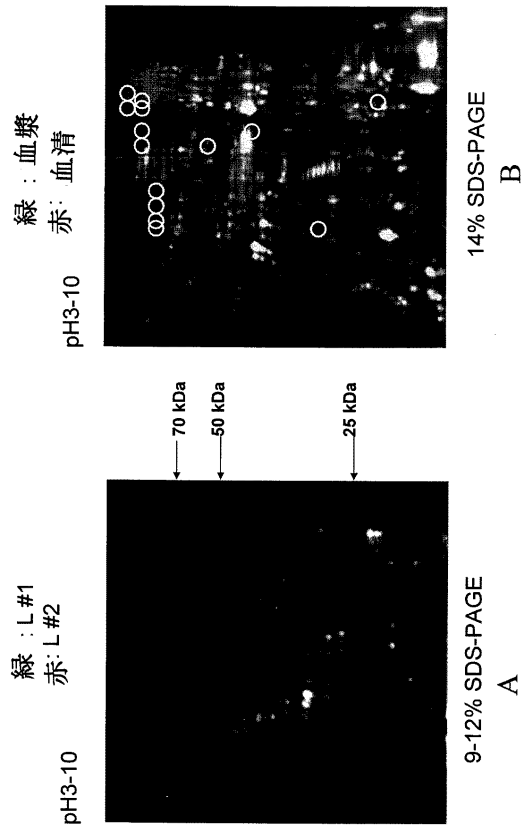 緑 : L #1
赤: L #2
pH3-10
70 kDa
50 kDa
25 kDa
9-12% SDS-PAGE
A
緑 : 血漿
赤: 血清
pH3-10
14% SDS-PAGE
B